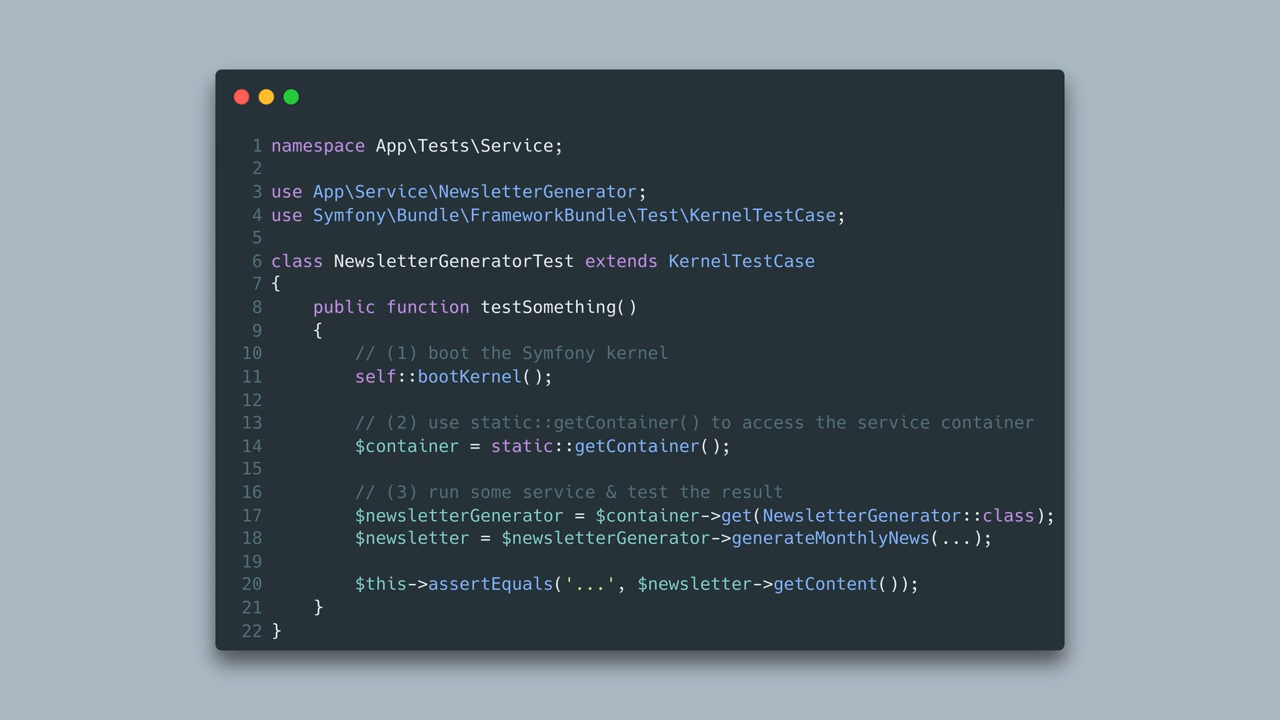 1 namespace App\Tests\Service;
2
3 use App\Service\NewsletterGenerator;
4 use Symfony\Bundle\FrameworkBundle\Test\KernelTestCase;
5
6 class NewsletterGeneratorTest extends KernelTestCase
7 {
8     public function testSomething()
9     {
10         // (1) boot the Symfony kernel
11         self::bootKernel();
12
13         // (2) use static::getContainer() to access the service container
14         $container = static::getContainer();
15
16         // (3) run some service & test the result
17         $newsletterGenerator = $container->get(NewsletterGenerator::class);
18         $newsletter = $newsletterGenerator->generateMonthlyNews(...);
19
20         $this->assertEquals('...', $newsletter->getContent());
21     }
22 }